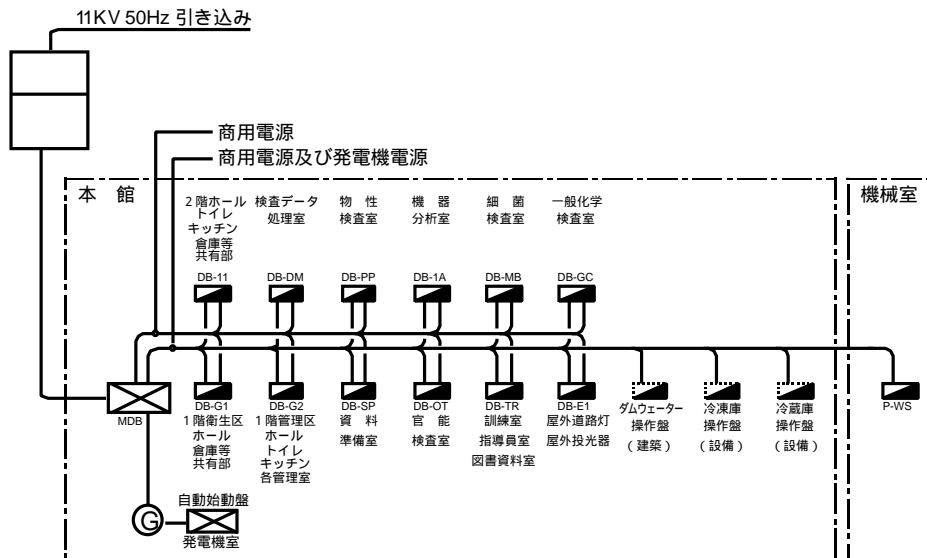 11KV 50Hz 引き込み
商用電源
商用電源及び発電機電源
本 館
機械室
2階ホール
トイレ
キッチン
倉庫等
共有部
検査データ
処理室
物 性
検査室
機 器
分析室
細 菌
検査室
一般化学
検査室
DB-11
DB-DM
DB-PP
DB-1A
DB-MB
DB-GC
MDB
DB-G1
1階衛生区
ホール
倉庫等
共有部
DB-G2
1階管理区
ホール
トイレ
キッチン
各管理室
DB-SP
資 料
準備室
DB-OT
官 能
検査室
DB-TR
訓練室
指導員室
図書資料室
DB-E1
屋外道路灯
屋外投光器
ダムウェーター
操作盤
(建築)
冷凍庫
操作盤
(設備)
冷蔵庫
操作盤
(設備)
P-WS
G
自動始動盤
発電機室